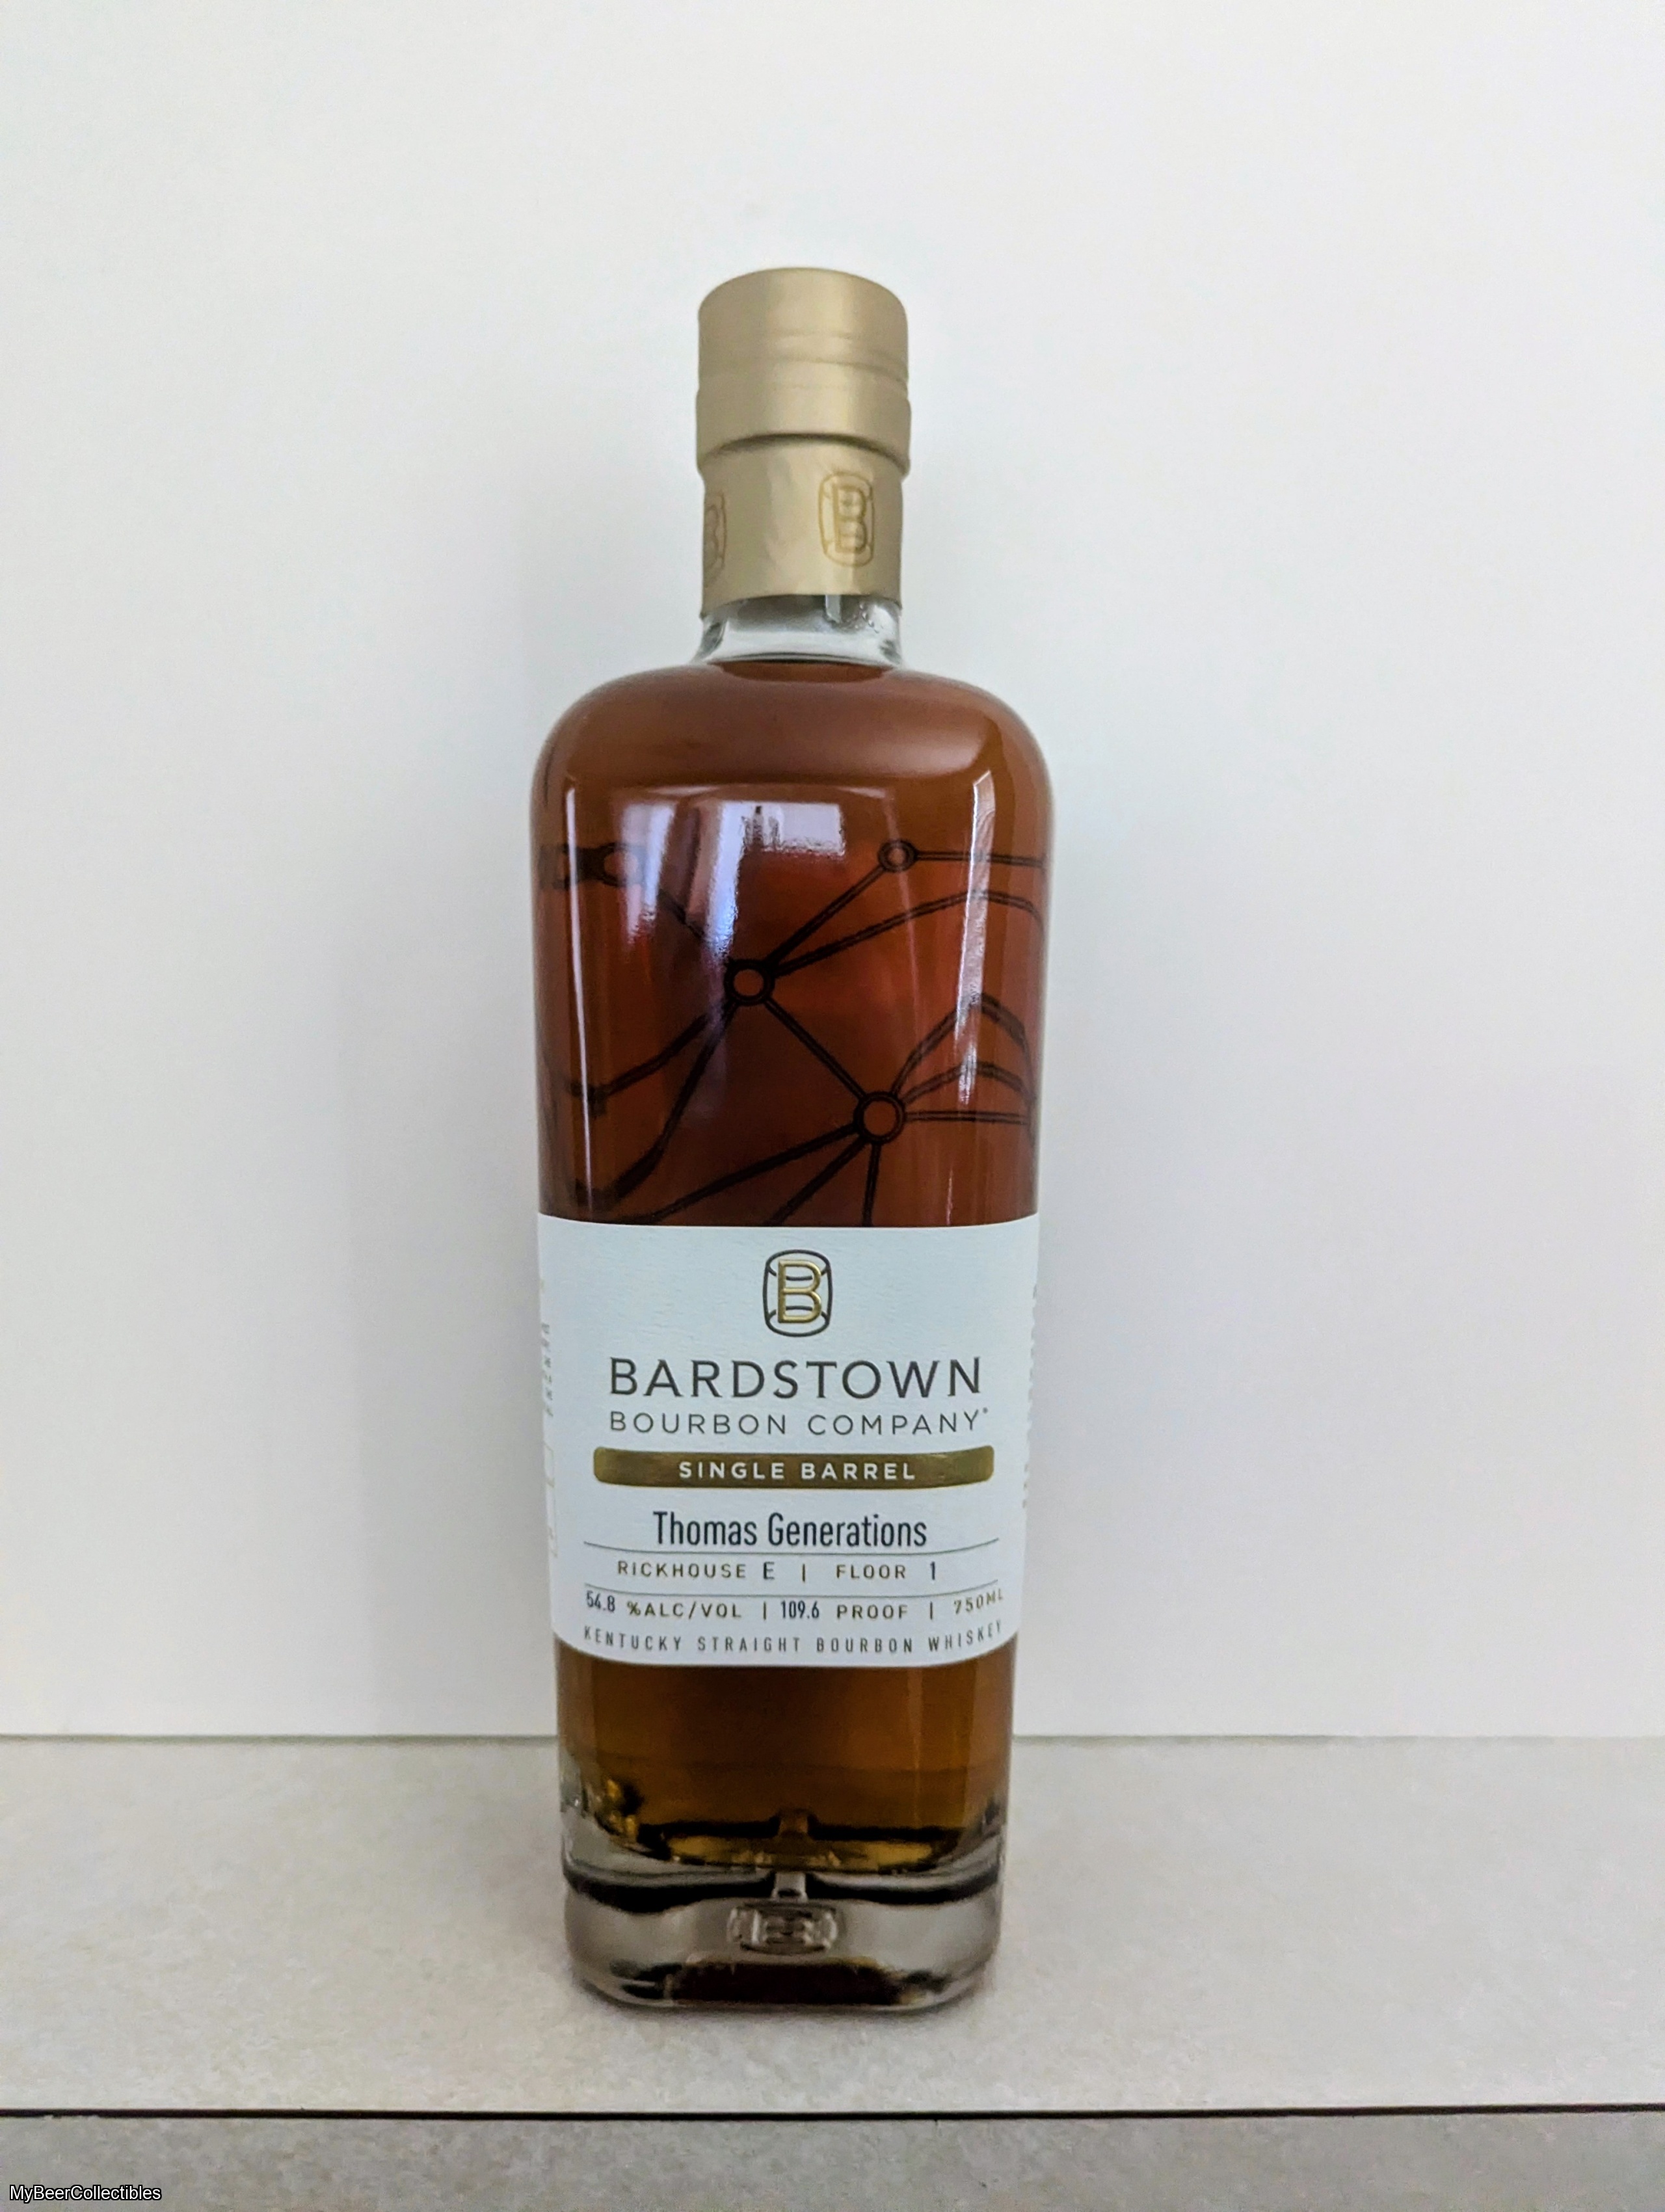 B
B
BARDSTOWN
BOURBON COMPANY
SINGLE BARREL
Thomas Generations
RICKHOUSE E | FLOOR 1
54.8 %ALC/VOL | 109.6 PROOF | 750ML
KENTUCKY STRAIGHT BOURBON WHISKEY
B
MyBeerCollectibles